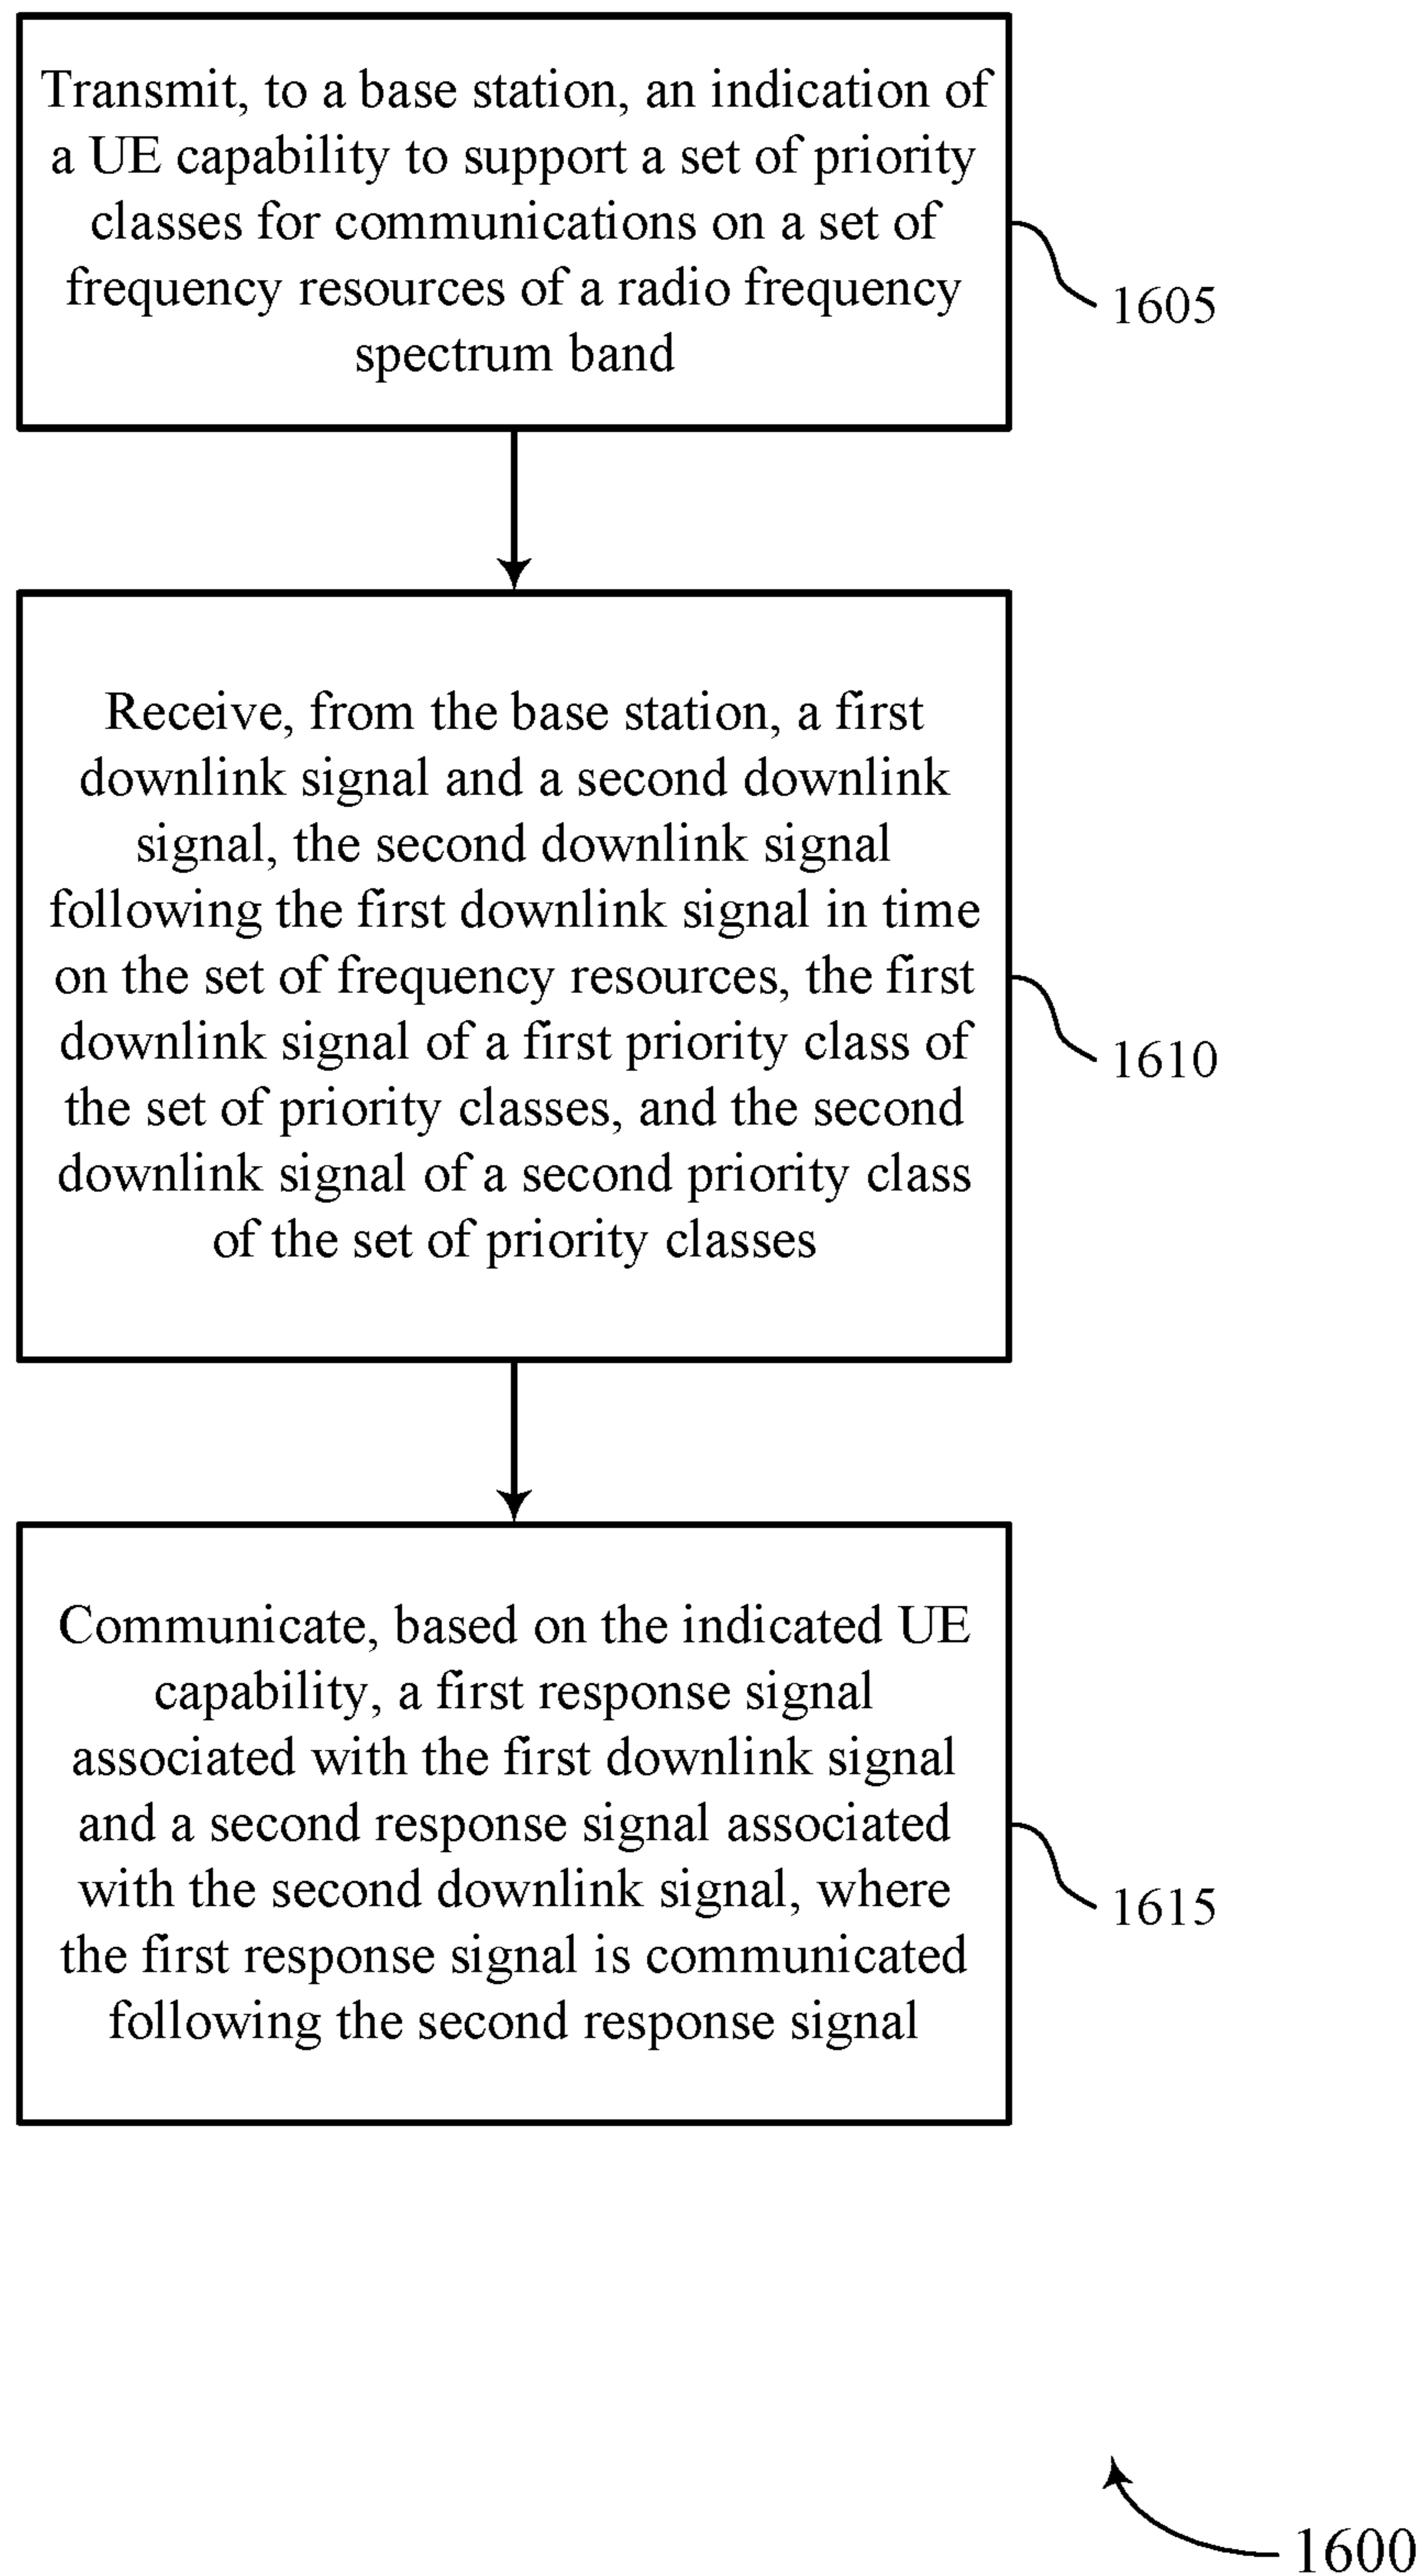 Transmit, to a base station, an indication of
a UE capability to support a set of priority
classes for communications on a set of
frequency resources of a radio frequency
spectrum band
1605
Receive, from the base station, a first
downlink signal and a second downlink
signal, the second downlink signal
following the first downlink signal in time
on the set of frequency resources, the first
downlink signal of a first priority class of
the set of priority classes, and the second
downlink signal of a second priority class
of the set of priority classes
1610
Communicate, based on the indicated UE
capability, a first response signal
associated with the first downlink signal
and a second response signal associated
with the second downlink signal, where
the first response signal is communicated
following the second response signal
1615
1600